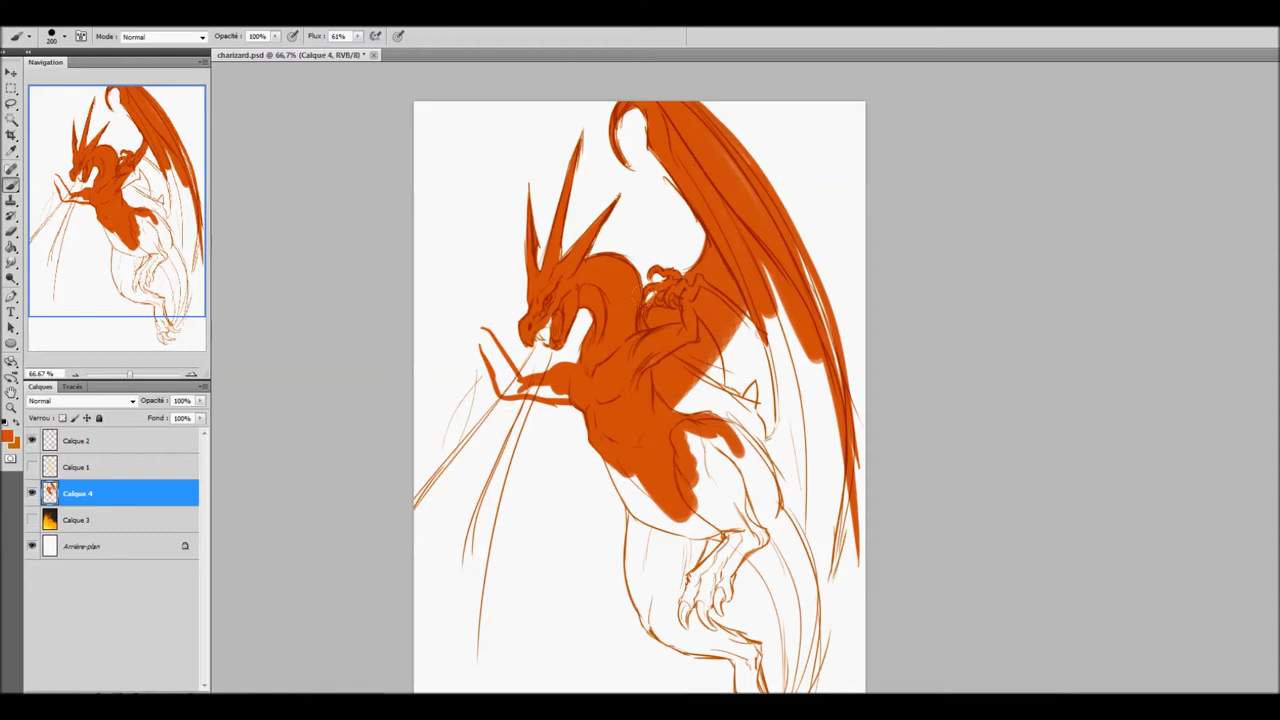 200 Mode : Normal Opacité : 100% Flux : 61%
charizard.psd @ 66,7% (Calque 4, RVB/8) *
Navigation
66.67 %
Calques Tracés
Normal Opacité : 100%
Verrou : Fond : 100%
Calque 2
Calque 1
Calque 4
Calque 3
Arrière-plan